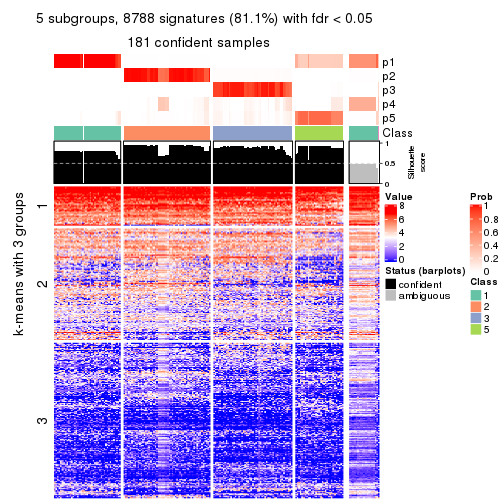 5 subgroups, 8788 signatures (81.1%) with fdr < 0.05
181 confident samples
p1
p2
p3
p4
p5
Class
1
0.5
0
Silhouette
score
k-means with 3 groups
1
2
3
Value
8
6
4
2
0
Status (barplots)
confident
ambiguous
Prob
1
0.8
0.6
0.4
0.2
0
Class
1
2
3
5